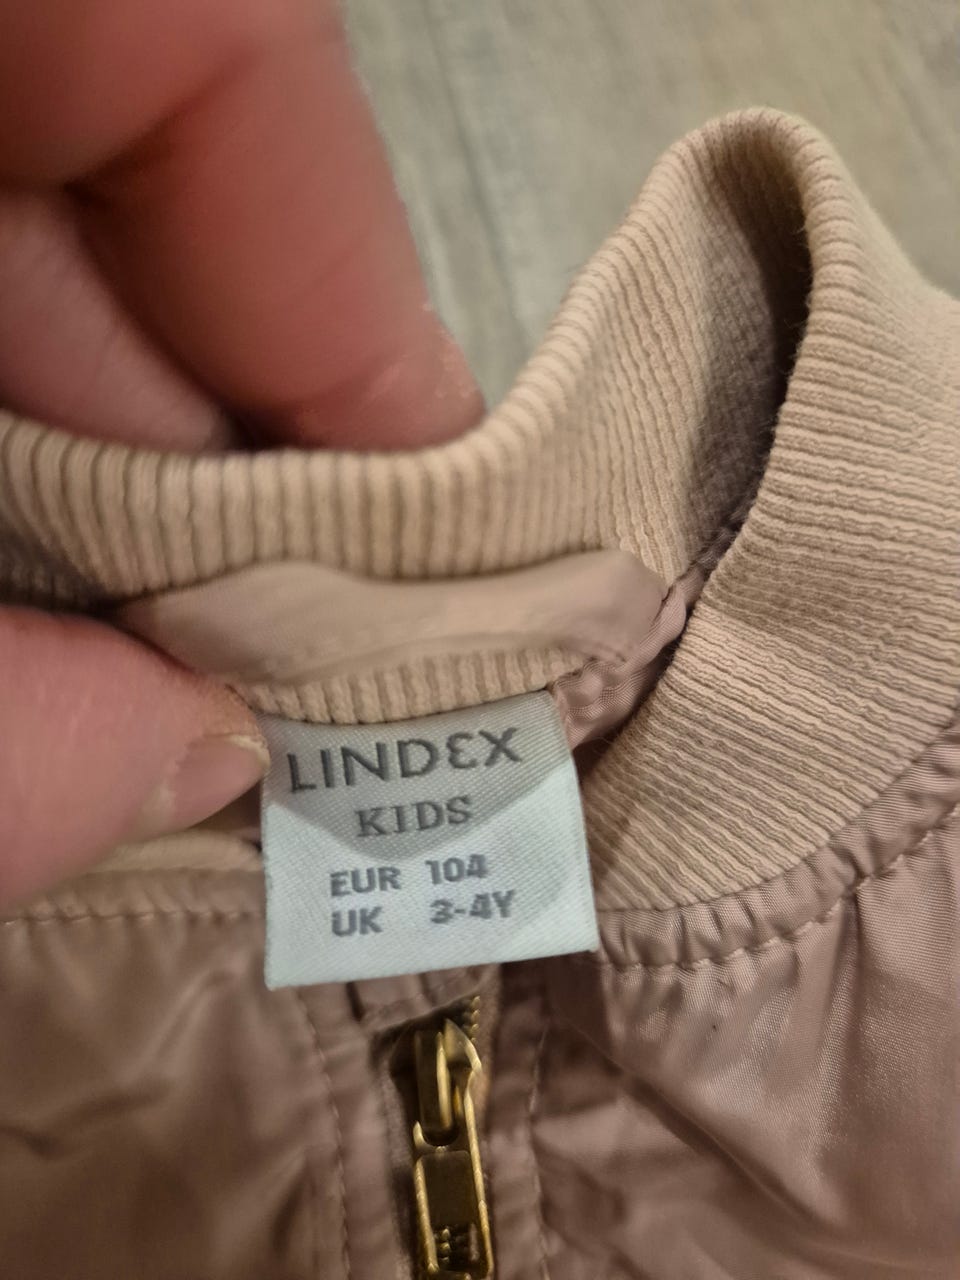 LINDEX
KIDS
EUR 104
UK 3-4Y